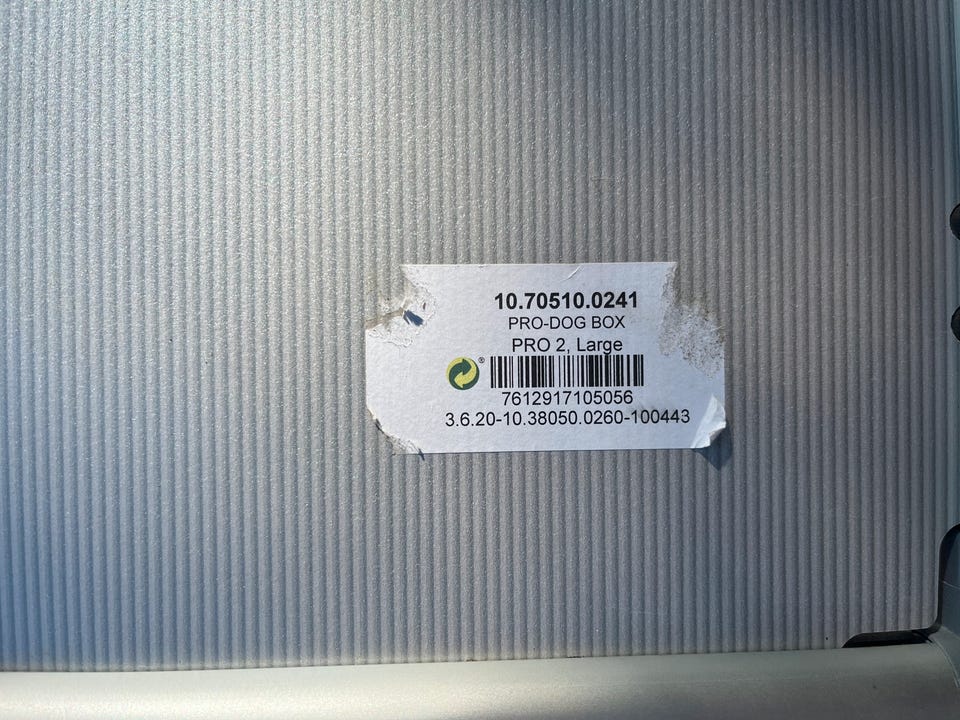 10.70510.0241
PRO-DOG BOX
PRO 2, Large
®
7612917105056
3.6.20-10.38050.0260-100443